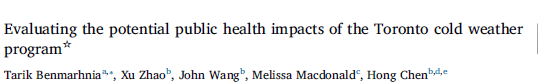 Evaluating the potential public health impacts of the Toronto cold weather
program☆
Tarik Benmarhnia^a,*, Xu Zhao^b, John Wang^b, Melissa Macdonald^c, Hong Chen^b,d,e